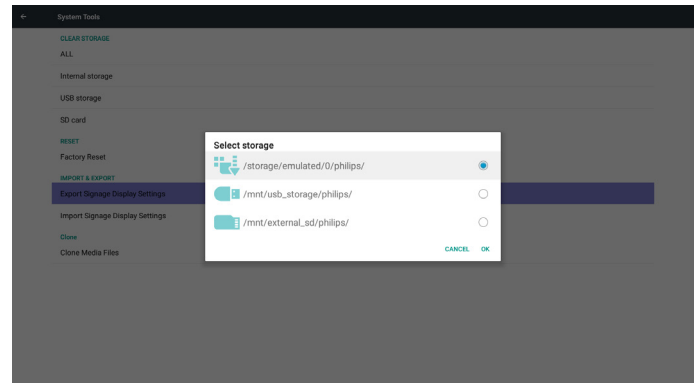 System Tools
CLEAR STORAGE
ALL
Internal storage
USB storage
SD card
RESET
Factory Reset
IMPORT & EXPORT
Export Signage Display Settings
Import Signage Display Settings
Clone
Clone Media Files
Select storage
/storage/emulated/0/philips/
/mnt/usb_storage/philips/
/mnt/external_sd/philips/
CANCEL OK